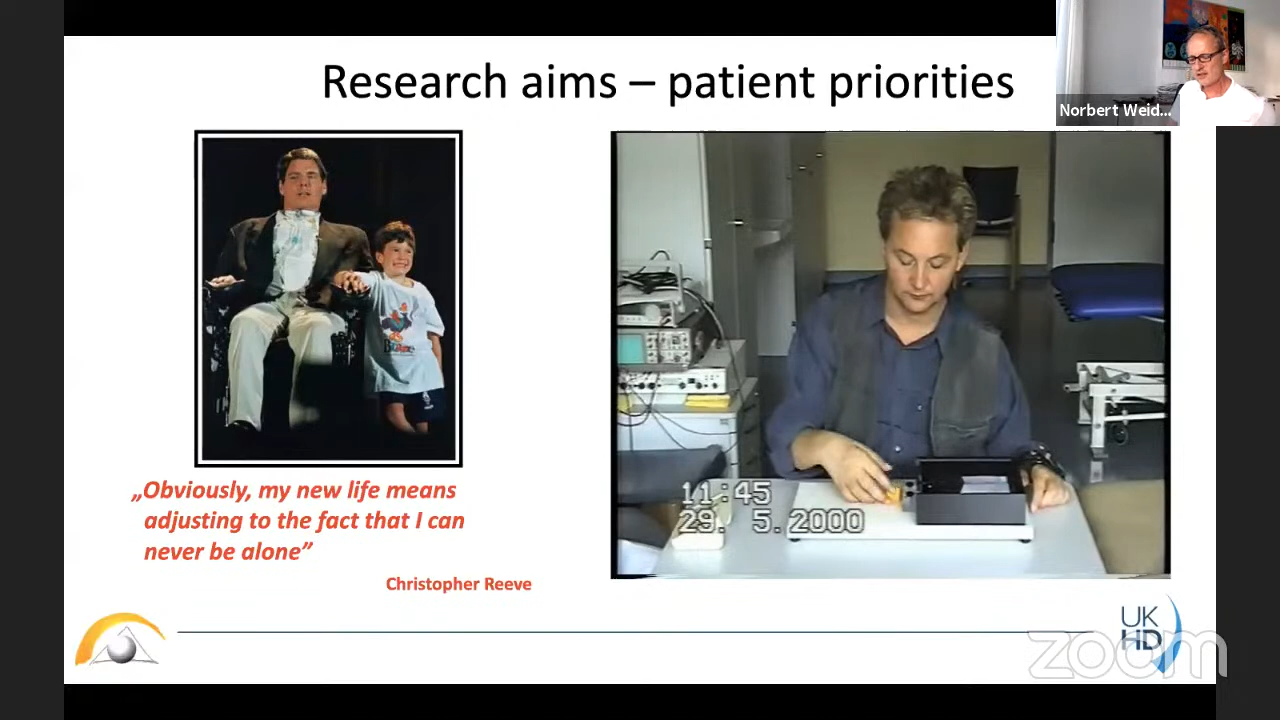 Research aims – patient priorities
Norbert Weid...
11:45
29. 5.2000
„Obviously, my new life means
adjusting to the fact that I can
never be alone”
Christopher Reeve
UK
HD
zoom